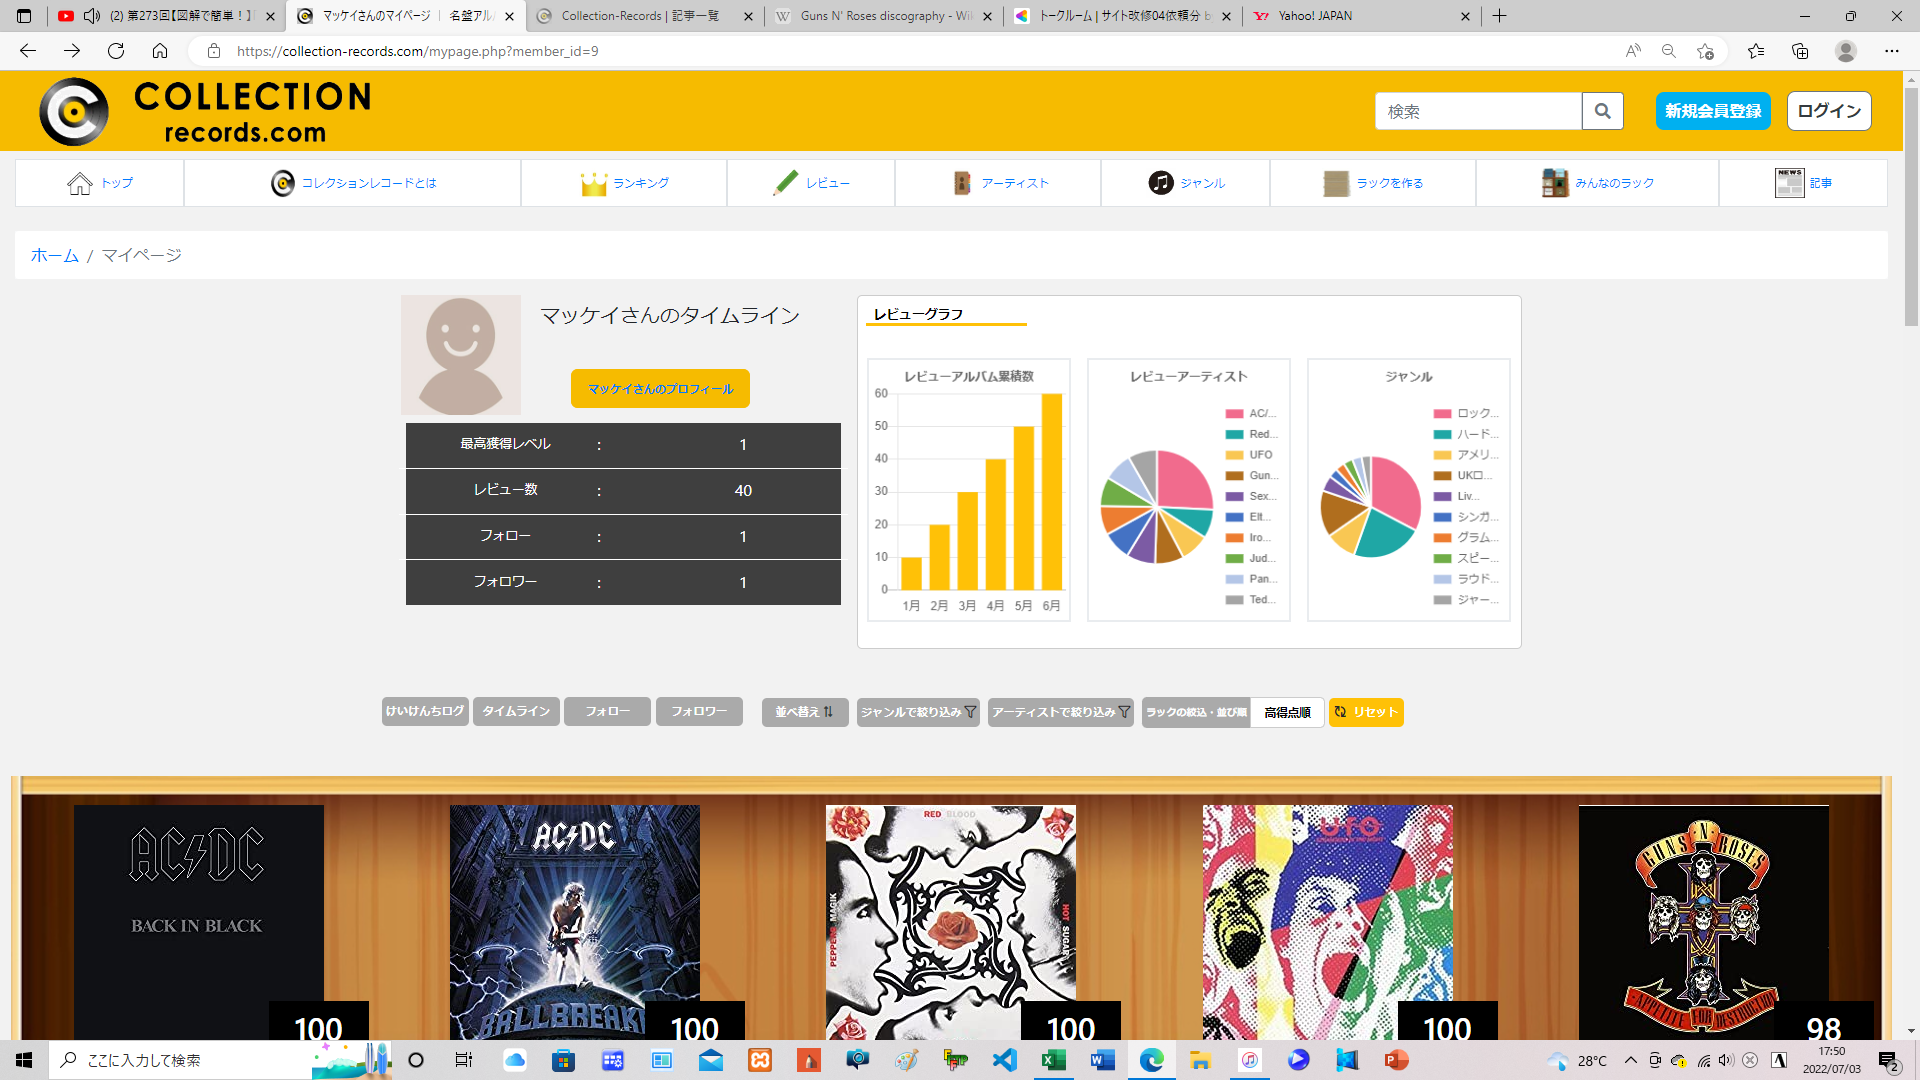 (2) 第273回【図解で簡単！】
マッケイさんのマイページ ｜ 名盤アル
Collection-Records | 記事一覧
Guns N' Roses discography - Wi
トークルーム | サイト改修04依頼分 b
Yahoo! JAPAN
https://collection-records.com/mypage.php?member_id=9
COLLECTION
records.com
検索
新規会員登録
ログイン
トップ
コレクションレコードとは
ランキング
レビュー
アーティスト
ジャンル
ラックを作る
みんなのラック
NEWS
記事
ホーム / マイページ
マッケイさんのタイムライン
マッケイさんのプロフィール
最高獲得レベル : 1
レビュー数 : 40
フォロー : 1
フォロワー : 1
レビューグラフ
レビューアルバム累積数
60
50
40
30
20
10
0
1月 2月 3月 4月 5月 6月
レビューアーティスト
AC/...
Red...
UFO
Gun...
Sex...
Elt...
Iro...
Jud...
Pan...
Ted...
ジャンル
ロック...
ハード...
アメリ...
UKロ...
Liv...
シンガ...
グラム...
スピー...
ラウド...
ジャー...
けいけんちログ
タイムライン
フォロー
フォロワー
並べ替え
ジャンルで絞り込み
アーティストで絞り込み
ラックの絞込・並び順
高得点順
リセット
AC DC
BACK IN BLACK
100
AC DC
BALLBREAKE
100
RED BLOOD
PEPPERS MAGIK
HOT SUGAR
100
UFO
100
GUNS N' ROSES
APPETITE FOR DESTRUCTION
98
ここに入力して検索
28°C
A
17:50
2022/07/03
2